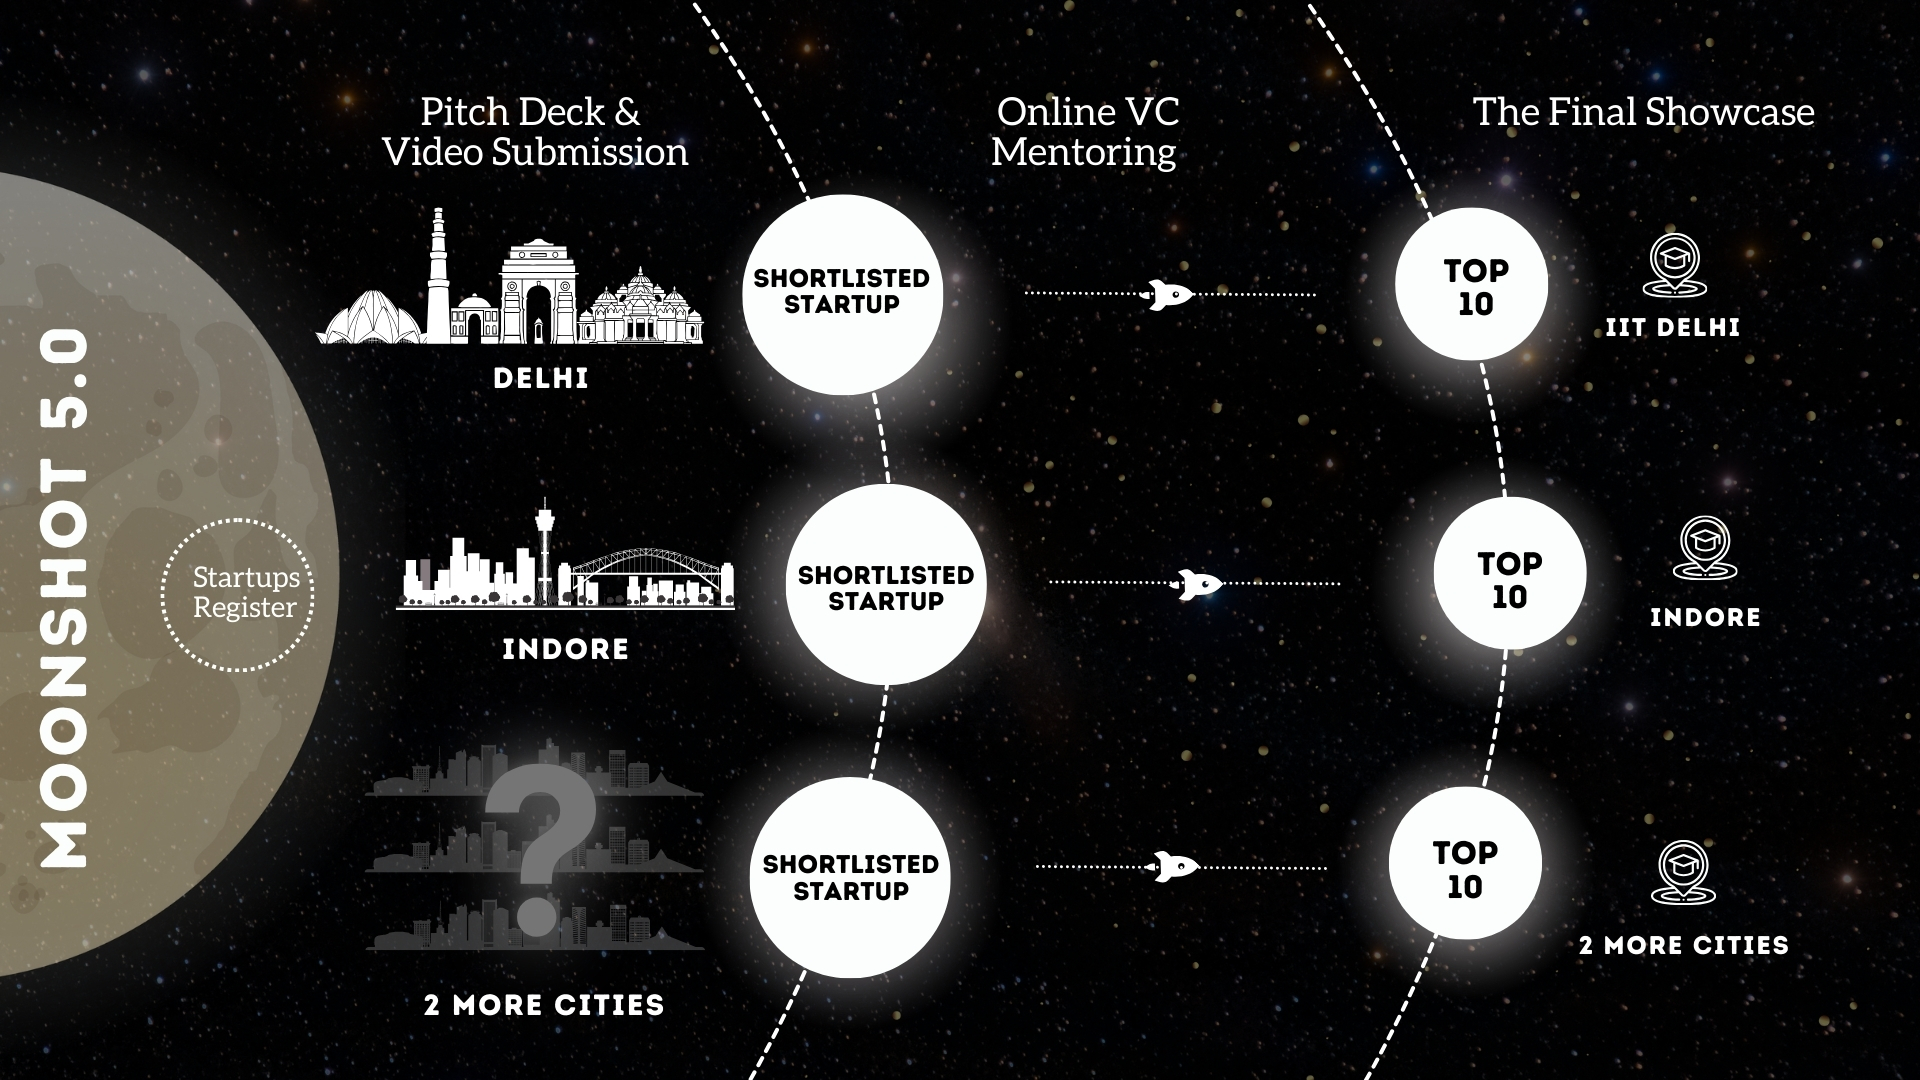 MOONSHOT 5.0
Startups
Register
Pitch Deck &
Video Submission
Online VC
Mentoring
The Final Showcase
DELHI
SHORTLISTED
STARTUP
TOP
10
IIT DELHI
INDORE
SHORTLISTED
STARTUP
TOP
10
INDORE
?
2 MORE CITIES
SHORTLISTED
STARTUP
TOP
10
2 MORE CITIES